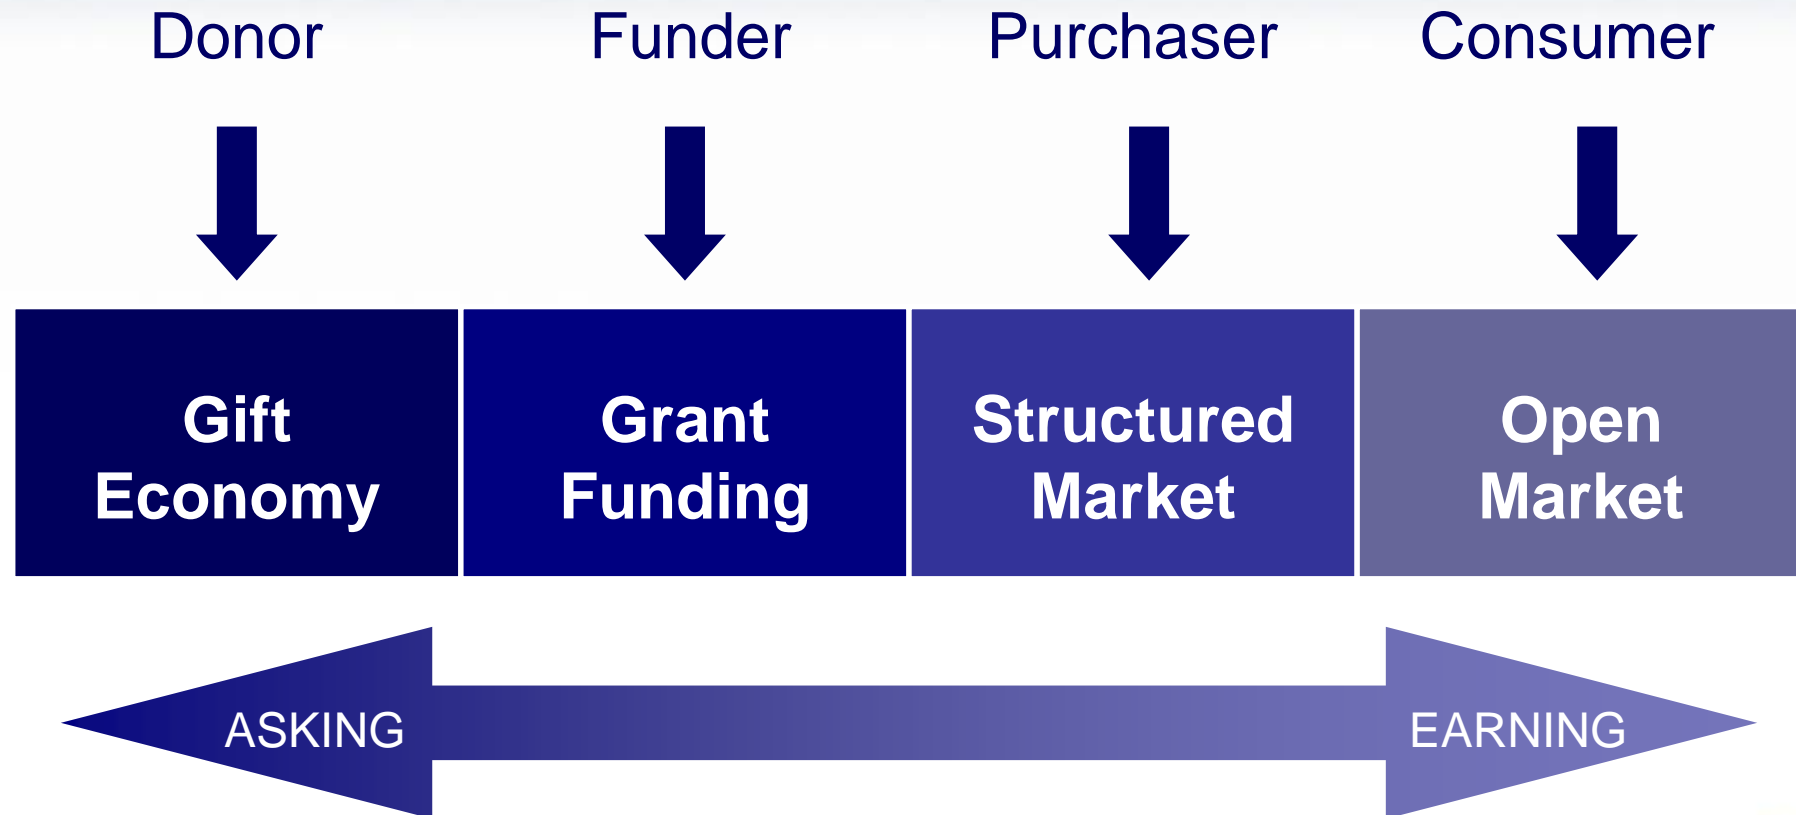 Donor
Funder
Purchaser
Consumer
Gift
Economy
Grant
Funding
Structured
Market
Open
Market
ASKING
EARNING